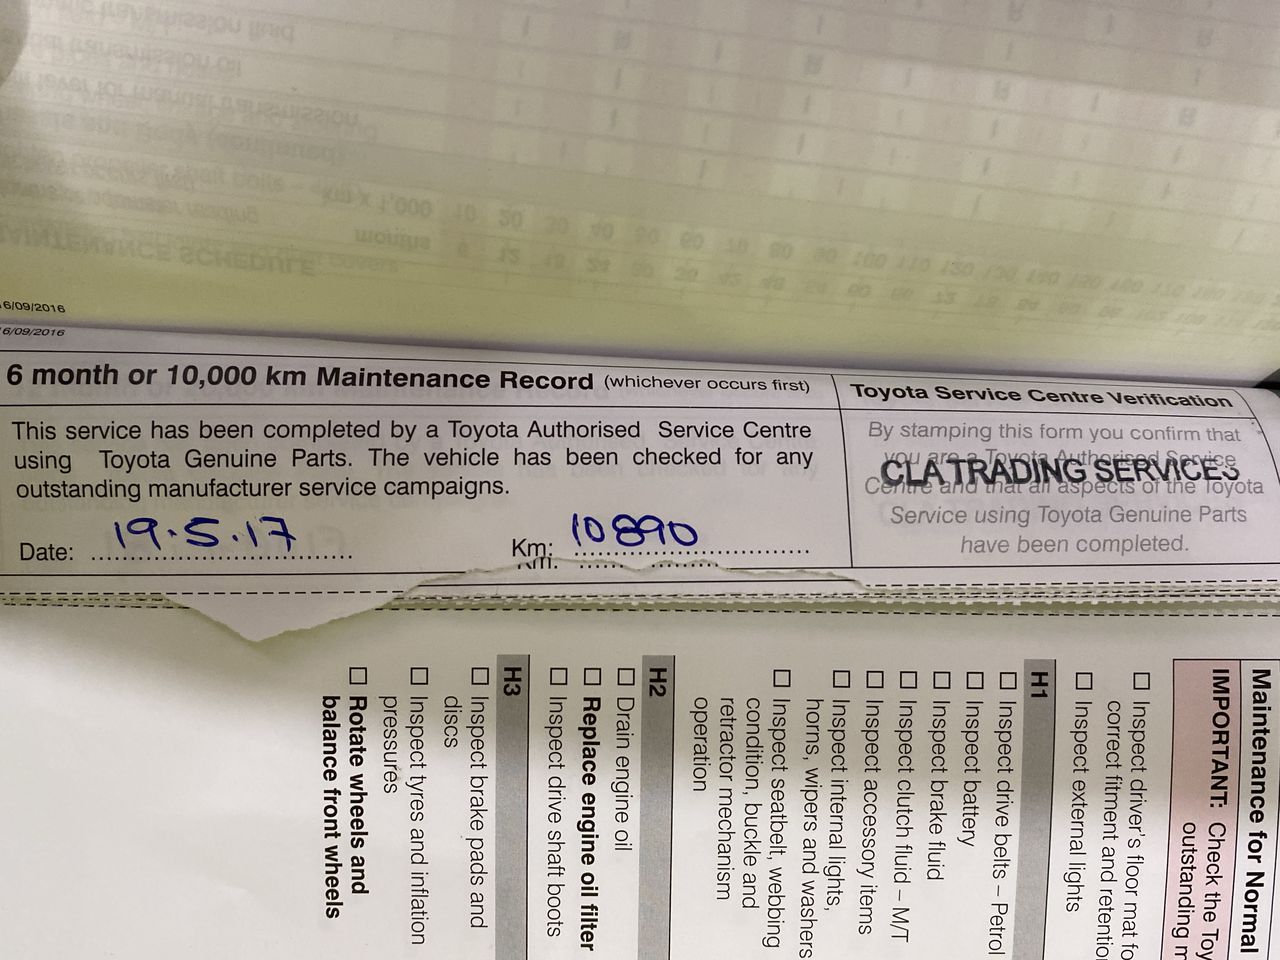 6/09/2016
6/09/2016
6 month or 10,000 km Maintenance Record (whichever occurs first)
This service has been completed by a Toyota Authorised Service Centre
using Toyota Genuine Parts. The vehicle has been checked for any
outstanding manufacturer service campaigns.
Date: 19.5.17
Km: 10890
Km:
Toyota Service Centre Verification
By stamping this form you confirm that
you are a Toyota Authorised Service
CLA TRADING SERVICES
Centre and that all aspects of the Toyota
Service using Toyota Genuine Parts
have been completed.
Maintenance for Normal
IMPORTANT: Check the Toy
outstanding m
☐ Inspect driver's floor mat fo
correct fitment and retentio
☐ Inspect external lights
H1
☐ Inspect drive belts – Petrol
☐ Inspect battery
☐ Inspect brake fluid
☐ Inspect clutch fluid – M/T
☐ Inspect accessory items
☐ Inspect internal lights,
horns, wipers and washers
☐ Inspect seatbelt, webbing
condition, buckle and
retractor mechanism
operation
H2
☐ Drain engine oil
☐ Replace engine oil filter
☐ Inspect drive shaft boots
H3
☐ Inspect brake pads and
discs
☐ Inspect tyres and inflation
pressures
☐ Rotate wheels and
balance front wheels